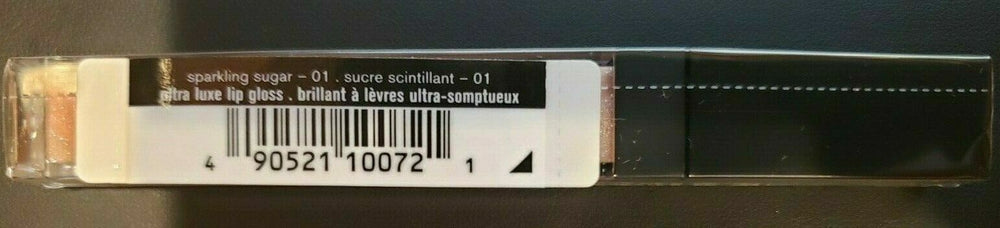 sparkling sugar – 01 . sucre scintillant – 01
ultra luxe lip gloss . brillant à lèvres ultra-somptueux
4 90521 10072 1